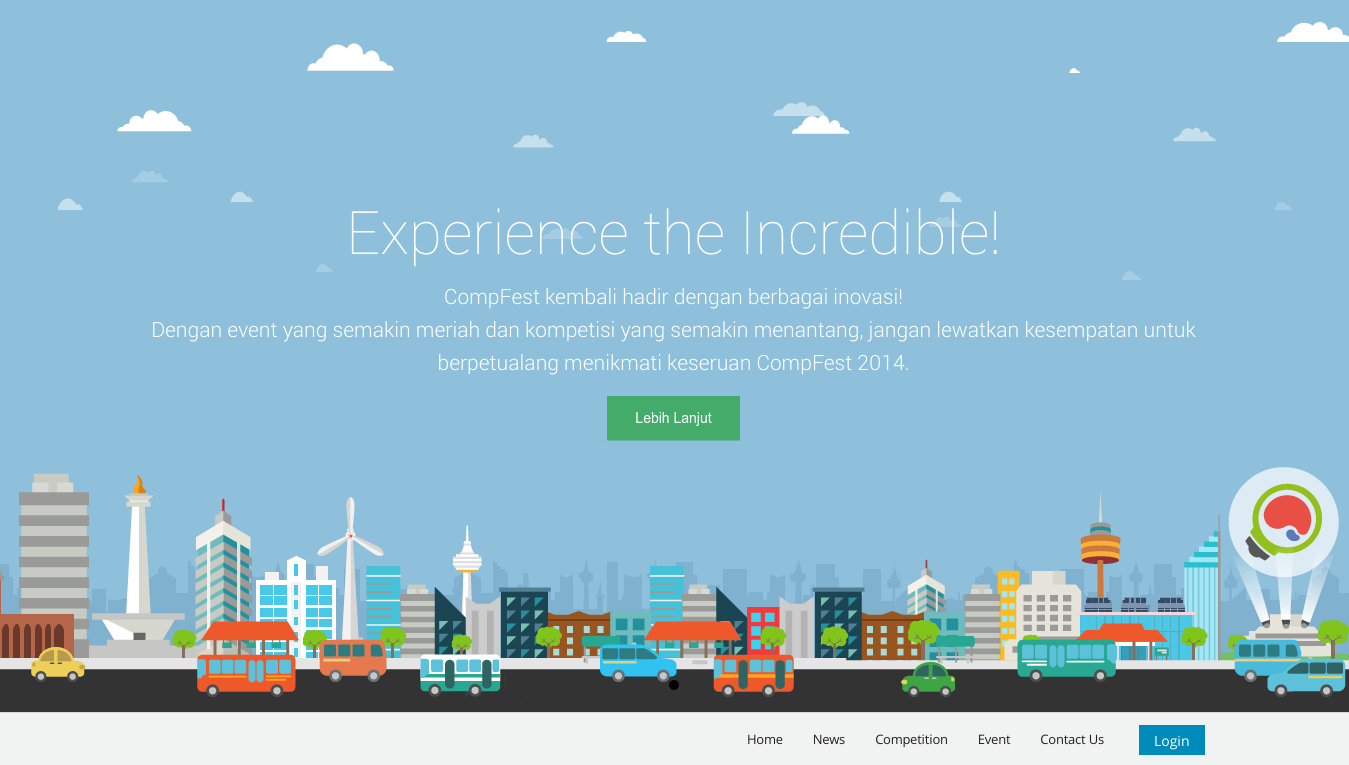 Experience the Incredible!
CompFest kembali hadir dengan berbagai inovasi!
Dengan event yang semakin meriah dan kompetisi yang semakin menantang, jangan lewatkan kesempatan untuk
berpetualang menikmati keseruan CompFest 2014.
Lebih Lanjut
Home News Competition Event Contact Us Login